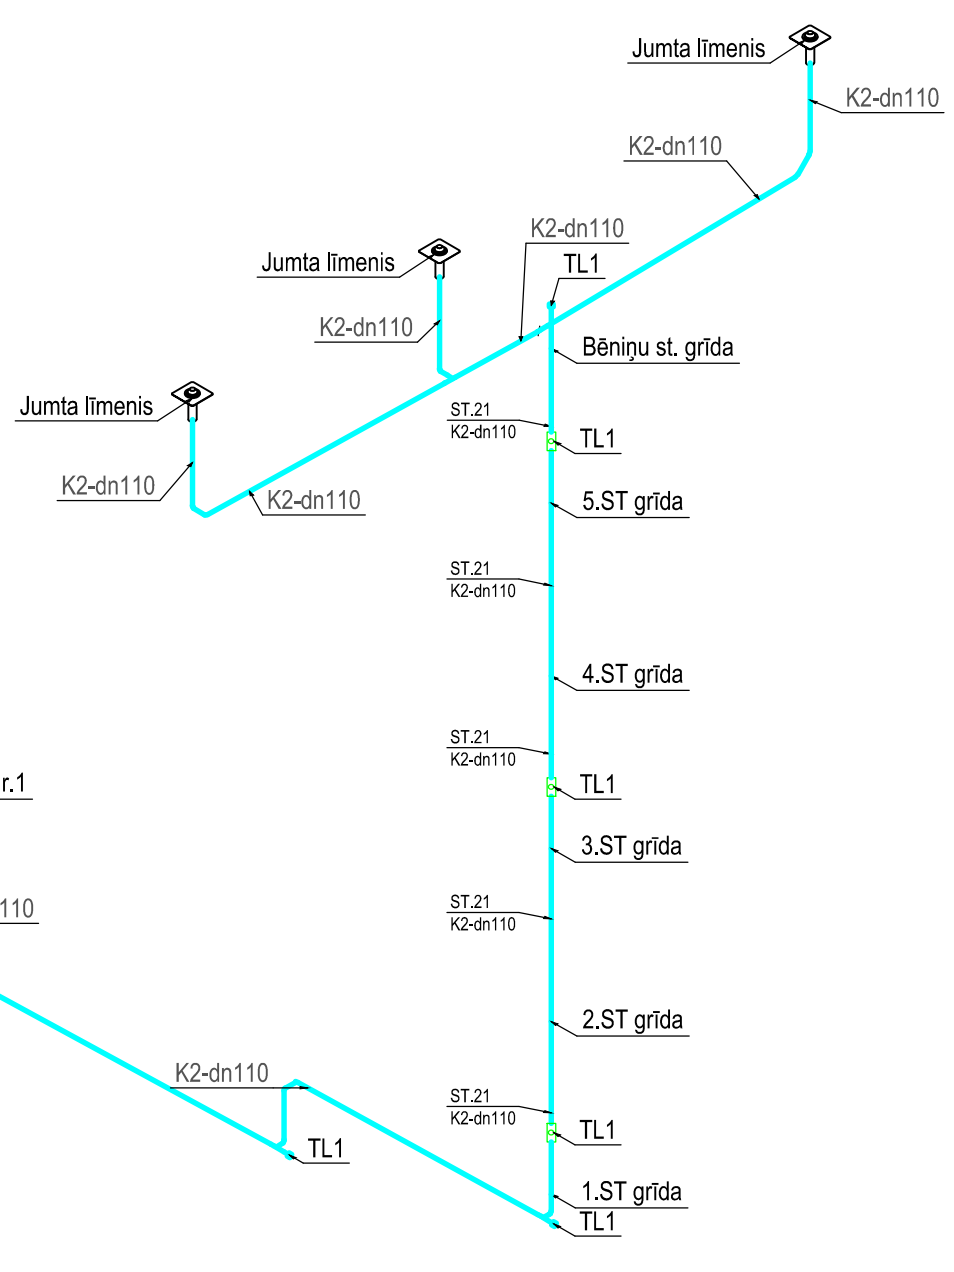 Jumta līmenis
K2-dn110
K2-dn110
K2-dn110
Jumta līmenis
TL1
K2-dn110
Bēniņu st. grīda
Jumta līmenis
ST.21
K2-dn110
TL1
K2-dn110
K2-dn110
5.ST grīda
ST.21
K2-dn110
4.ST grīda
ST.21
K2-dn110
TL1
r.1
3.ST grīda
ST.21
K2-dn110
110
2.ST grīda
K2-dn110
ST.21
K2-dn110
TL1
TL1
1.ST grīda
TL1